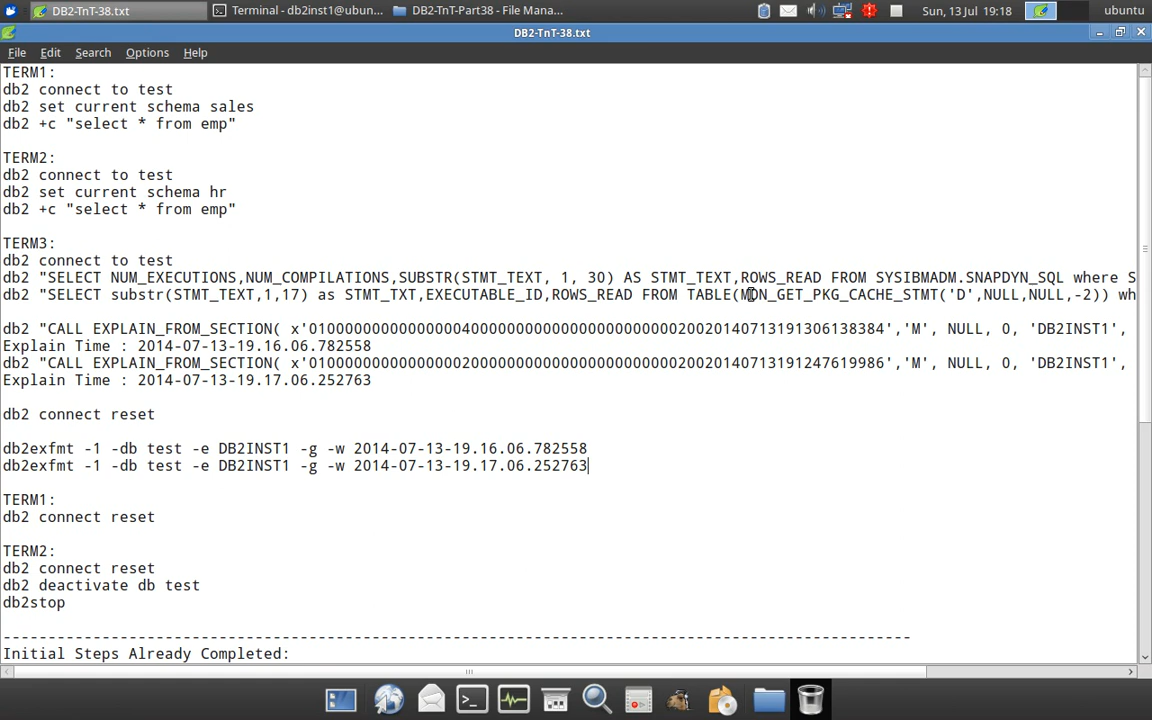 DB2-TnT-38.txt
Terminal - db2inst1@ubun...
DB2-TnT-Part38 - File Mana...
Sun, 13 Jul 19:18
ubuntu
DB2-TnT-38.txt
File Edit Search Options Help
TERM1:
db2 connect to test
db2 set current schema sales
db2 +c "select * from emp"
TERM2:
db2 connect to test
db2 set current schema hr
db2 +c "select * from emp"
TERM3:
db2 connect to test
db2 "SELECT NUM_EXECUTIONS,NUM_COMPILATIONS,SUBSTR(STMT_TEXT, 1, 30) AS STMT_TEXT,ROWS_READ FROM SYSIBMADM.SNAPDYN_SQL where S
db2 "SELECT substr(STMT_TEXT,1,17) as STMT_TXT,EXECUTABLE_ID,ROWS_READ FROM TABLE(MON_GET_PKG_CACHE_STMT('D',NULL,NULL,-2)) wh
db2 "CALL EXPLAIN_FROM_SECTION( x'0100000000000000040000000000000000000000020020140713191306138384','M', NULL, 0, 'DB2INST1',
Explain Time : 2014-07-13-19.16.06.782558
db2 "CALL EXPLAIN_FROM_SECTION( x'0100000000000000020000000000000000000000020020140713191247619986','M', NULL, 0, 'DB2INST1',
Explain Time : 2014-07-13-19.17.06.252763
db2 connect reset
db2exfmt -1 -db test -e DB2INST1 -g -w 2014-07-13-19.16.06.782558
db2exfmt -1 -db test -e DB2INST1 -g -w 2014-07-13-19.17.06.252763
TERM1:
db2 connect reset
TERM2:
db2 connect reset
db2 deactivate db test
db2stop
-----------------------------------------------------------------------------------------------------
Initial Steps Already Completed: